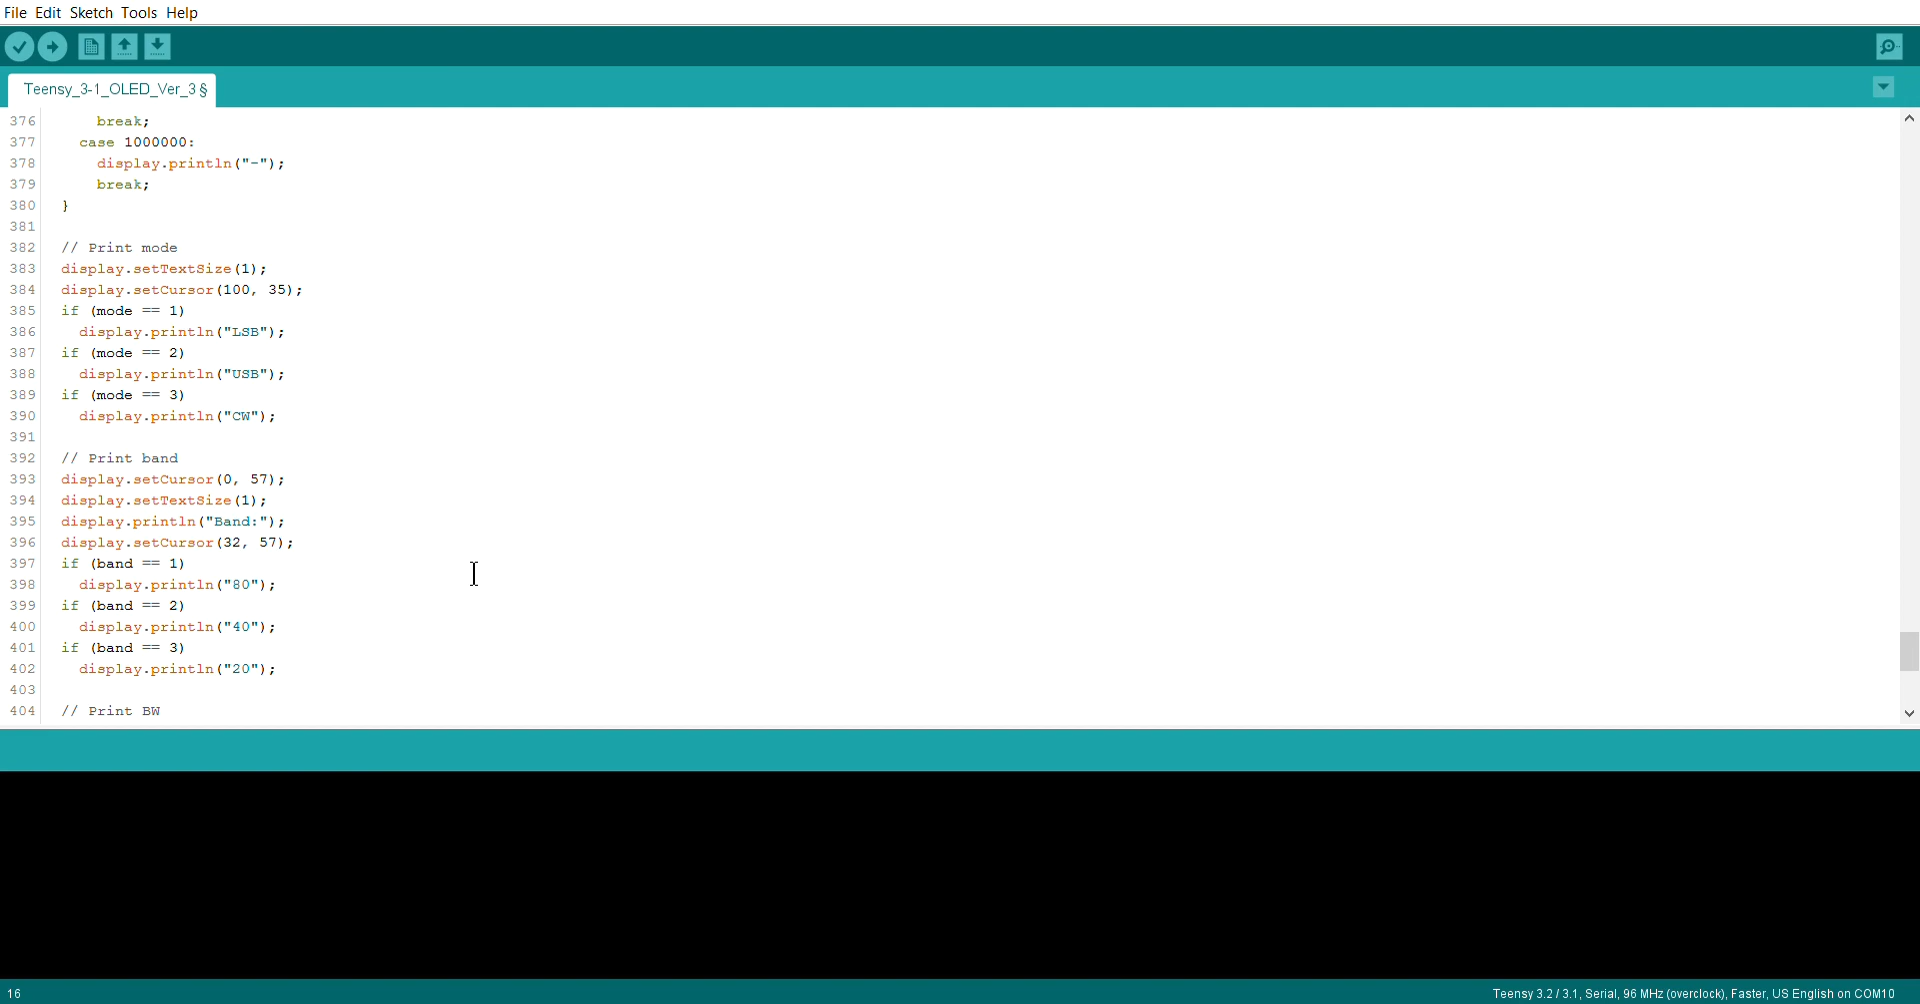 File Edit Sketch Tools Help
Teensy_3-1_OLED_Ver_3 §
376 break;
377 case 1000000:
378 display.println("-");
379 break;
380 }
381
382 // Print mode
383 display.setTextSize(1);
384 display.setCursor(100, 35);
385 if (mode == 1)
386 display.println("LSB");
387 if (mode == 2)
388 display.println("USB");
389 if (mode == 3)
390 display.println("CW");
391
392 // Print band
393 display.setCursor(0, 57);
394 display.setTextSize(1);
395 display.println("Band:");
396 display.setCursor(32, 57);
397 if (band == 1)
398 display.println("80");
399 if (band == 2)
400 display.println("40");
401 if (band == 3)
402 display.println("20");
403
404 // Print BW
16 Teensy 3.2 / 3.1, Serial, 96 MHz (overclock), Faster, US English on COM10